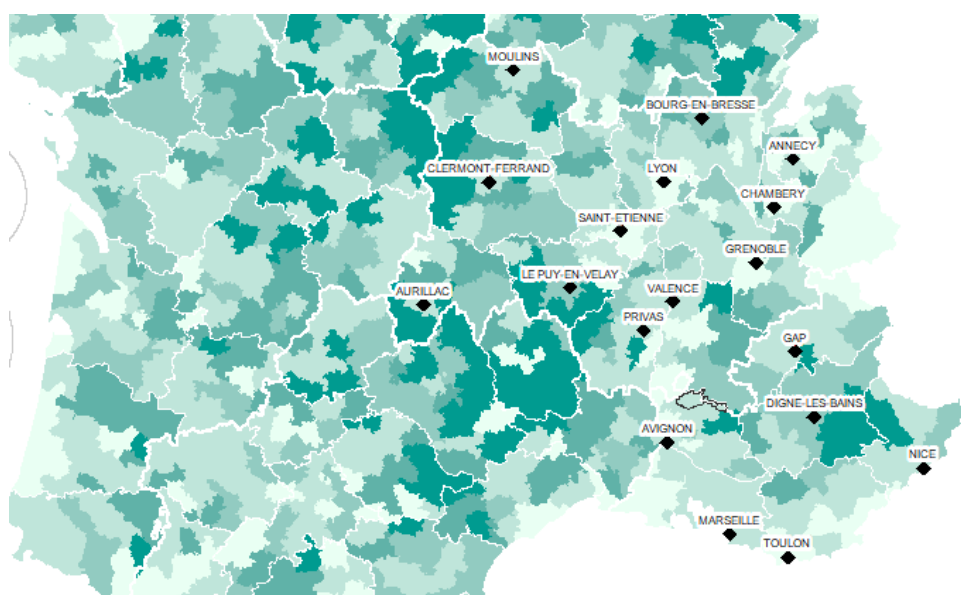 MOULINS
BOURG-EN-BRESSE
ANNECY
CLERMONT-FERRAND
LYON
CHAMBERY
SAINT-ETIENNE
GRENOBLE
LE PUY-EN-VELAY
AURILLAC
VALENCE
PRIVAS
GAP
DIGNE-LES-BAINS
AVIGNON
NICE
MARSEILLE
TOULON